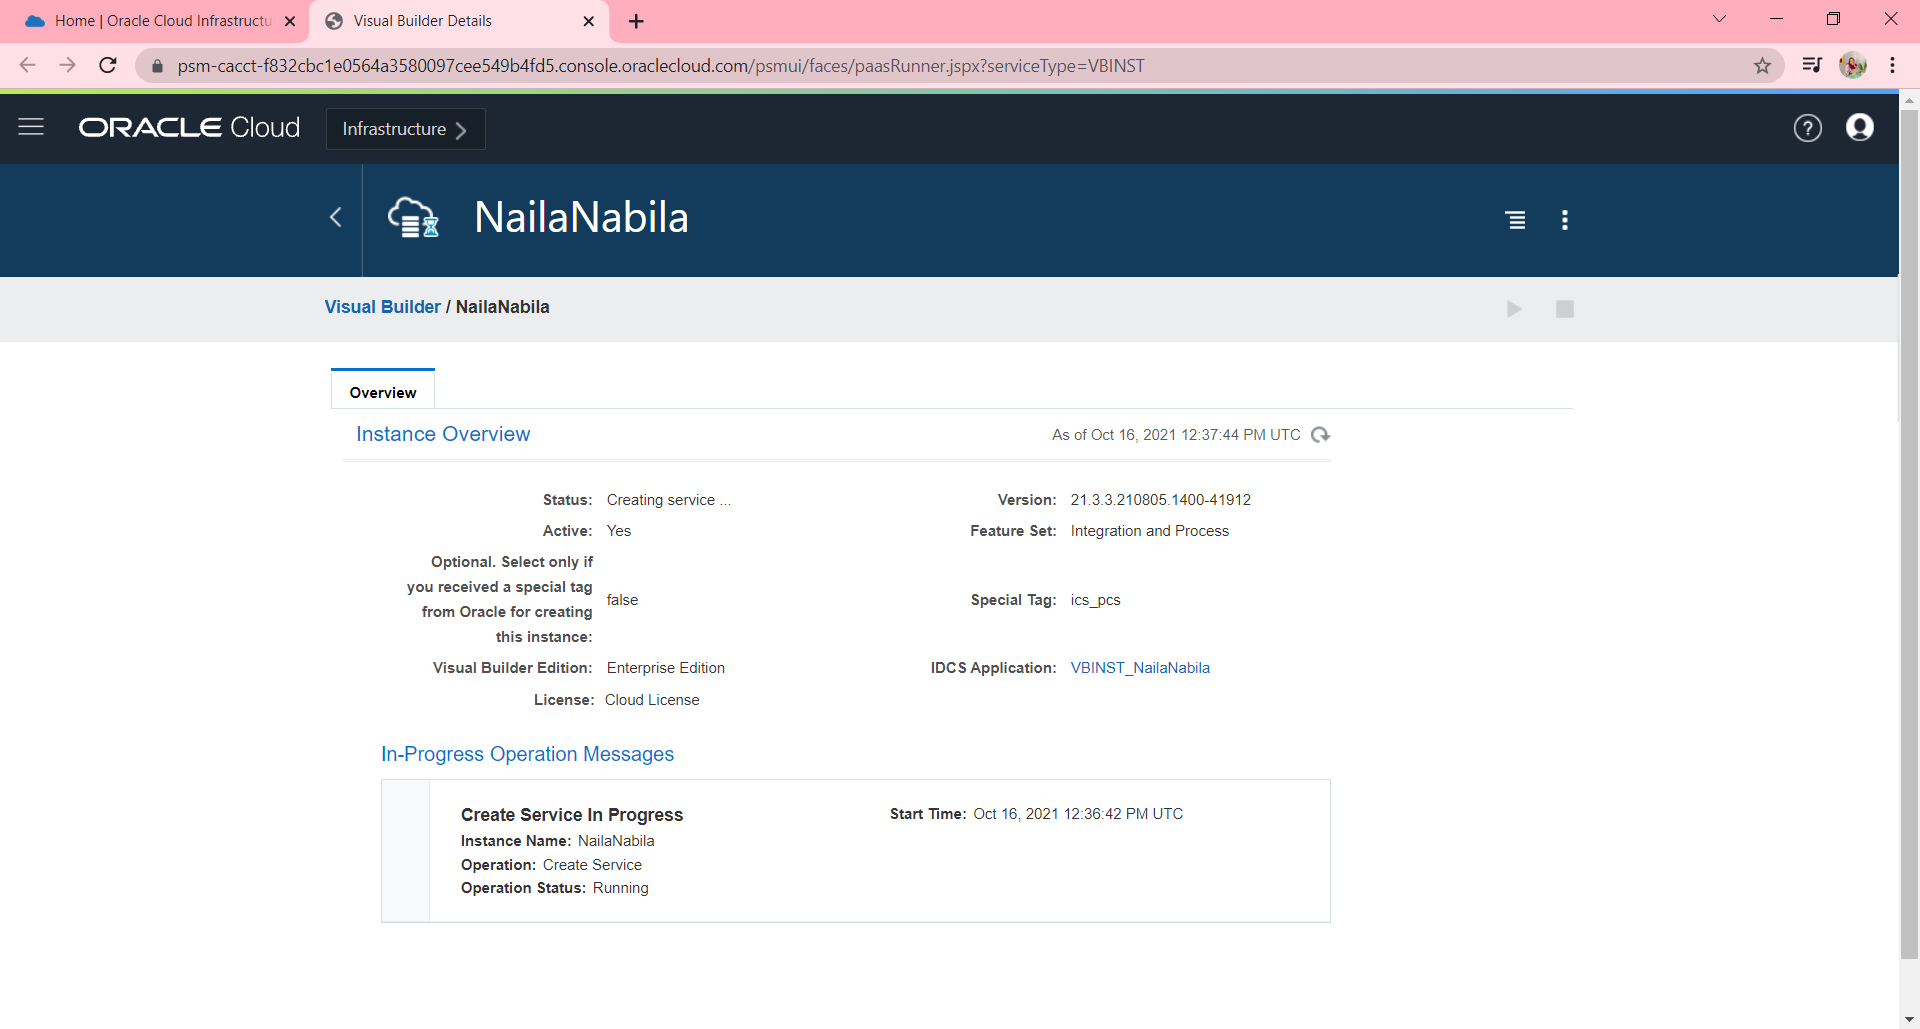 Home | Oracle Cloud Infrastructu
Visual Builder Details
psm-cacct-f832cbc1e0564a3580097cee549b4fd5.console.oraclecloud.com/psmui/faces/paasRunner.jspx?serviceType=VBINST
ORACLE Cloud
Infrastructure
?
NailaNabila
Visual Builder / NailaNabila
Overview
Instance Overview
As of Oct 16, 2021 12:37:44 PM UTC
Status: Creating service ...
Version: 21.3.3.210805.1400-41912
Active: Yes
Feature Set: Integration and Process
Optional. Select only if
you received a special tag
from Oracle for creating
this instance:
false
Special Tag: ics_pcs
Visual Builder Edition: Enterprise Edition
IDCS Application: VBINST_NailaNabila
License: Cloud License
In-Progress Operation Messages
Create Service In Progress
Start Time: Oct 16, 2021 12:36:42 PM UTC
Instance Name: NailaNabila
Operation: Create Service
Operation Status: Running